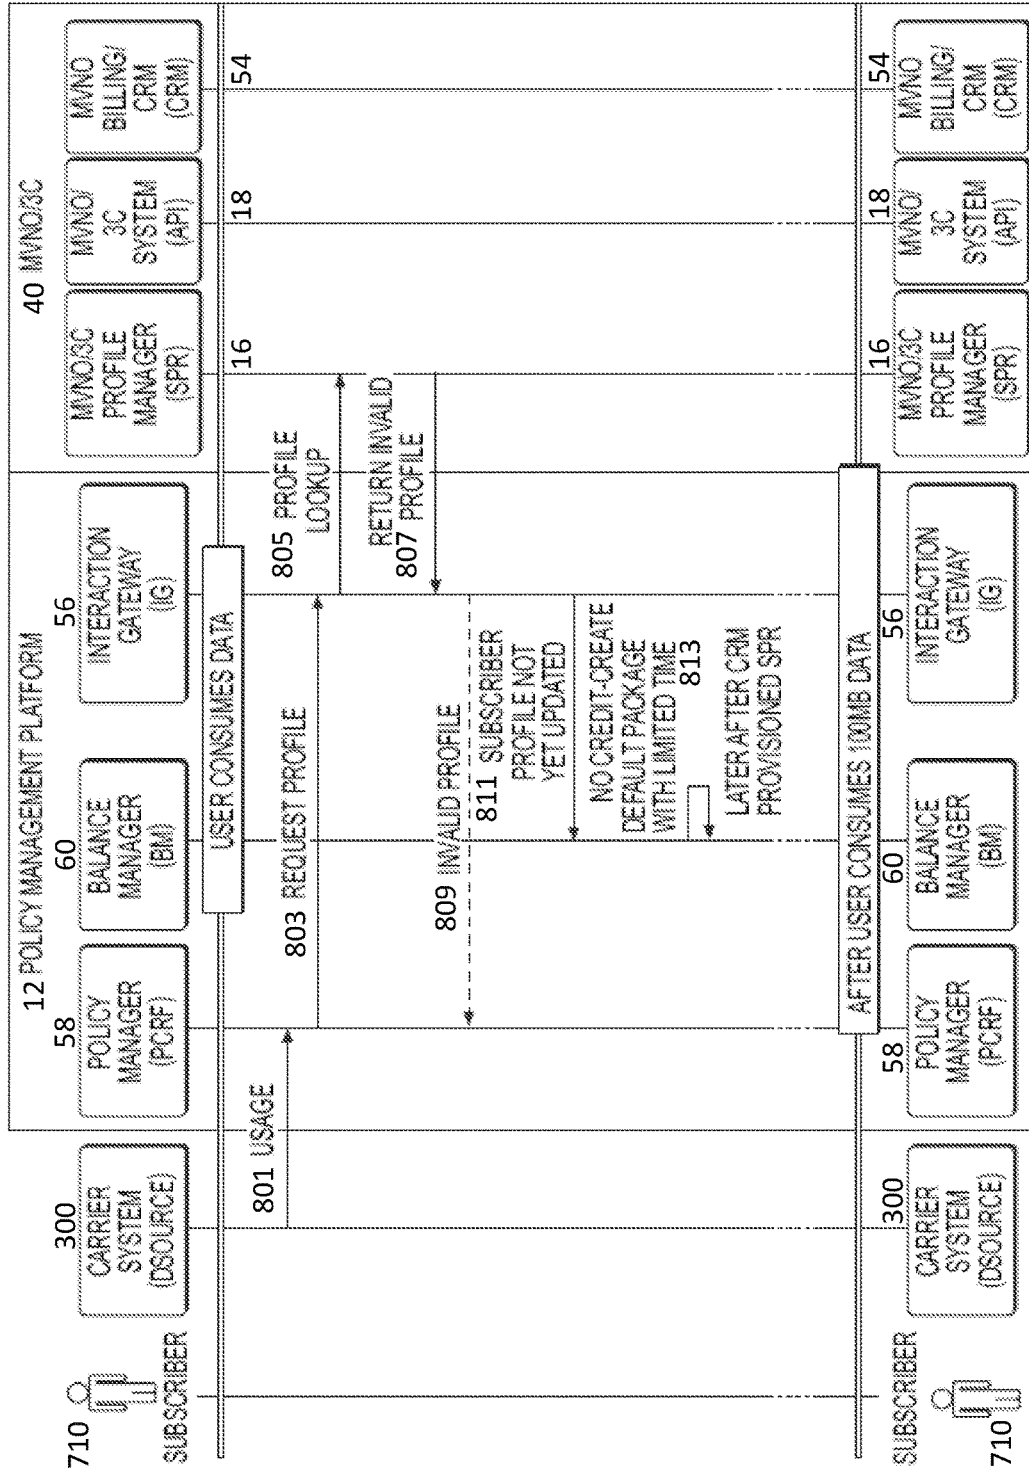 12 POLICY MANAGEMENT PLATFORM
40 MVNO/3C
710
SUBSCRIBER
300
CARRIER
SYSTEM
(DSOURCE)
58
POLICY
MANAGER
(PCRF)
60
BALANCE
MANAGER
(BM)
56
INTERACTION
GATEWAY
(IG)
MVNO/3C
PROFILE
MANAGER
(SPR)
16
MVNO/
3C
SYSTEM
(API)
18
MVNO
BILLING/
CRM
(CRM)
54
USER CONSUMES DATA
801 USAGE
803 REQUEST PROFILE
805 PROFILE
LOOKUP
RETURN INVALID
807 PROFILE
809 INVALID PROFILE
811 SUBSCRIBER
PROFILE NOT
YET UPDATED
NO CREDIT-CREATE
DEFAULT PACKAGE
WITH LIMITED TIME
813
LATER AFTER CRM
PROVISIONED SPR
AFTER USER CONSUMES 100MB DATA
SUBSCRIBER
710
300
CARRIER
SYSTEM
(DSOURCE)
58
POLICY
MANAGER
(PCRF)
60
BALANCE
MANAGER
(BM)
56
INTERACTION
GATEWAY
(IG)
16
MVNO/3C
PROFILE
MANAGER
(SPR)
18
MVNO/
3C
SYSTEM
(API)
54
MVNO
BILLING/
CRM
(CRM)